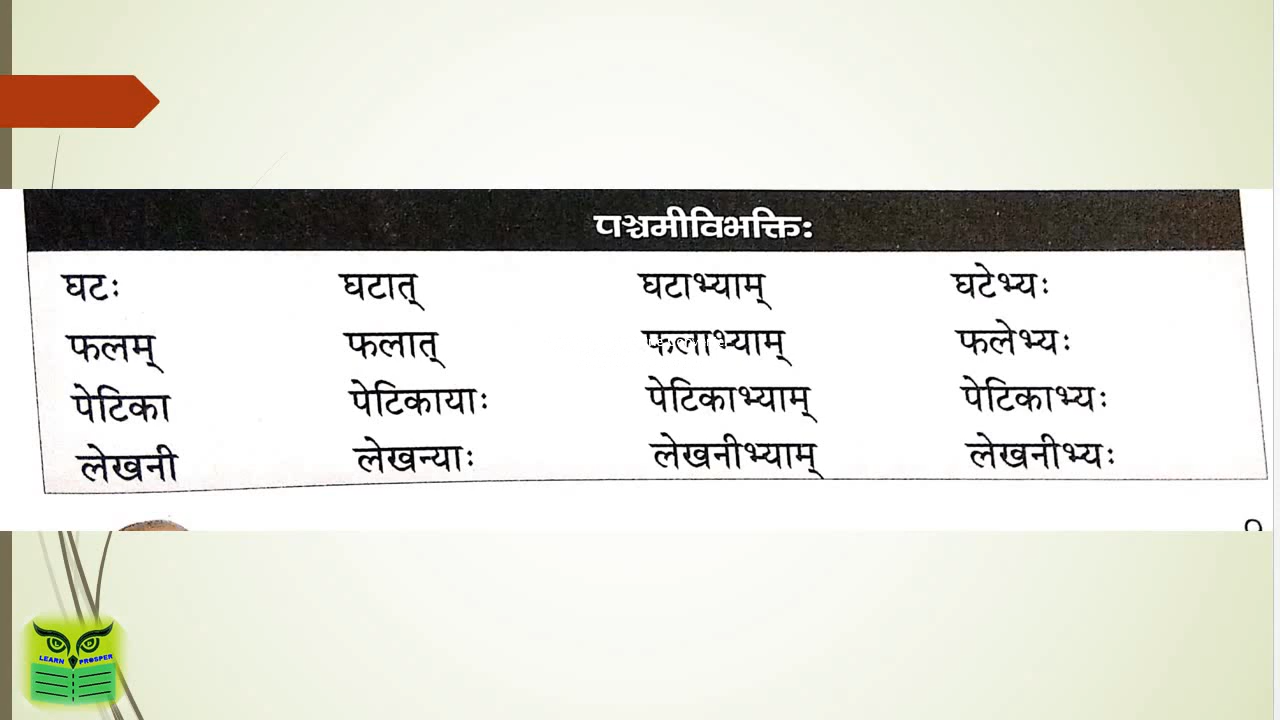 पञ्चमीविभक्तिः
घटः घटात् घटाभ्याम् घटेभ्यः
फलम् फलात् फलाभ्याम् फलेभ्यः
पेटिका पेटिकायाः पेटिकाभ्याम् पेटिकाभ्यः
लेखनी लेखन्याः लेखनीभ्याम् लेखनीभ्यः
LEARN PROSPER